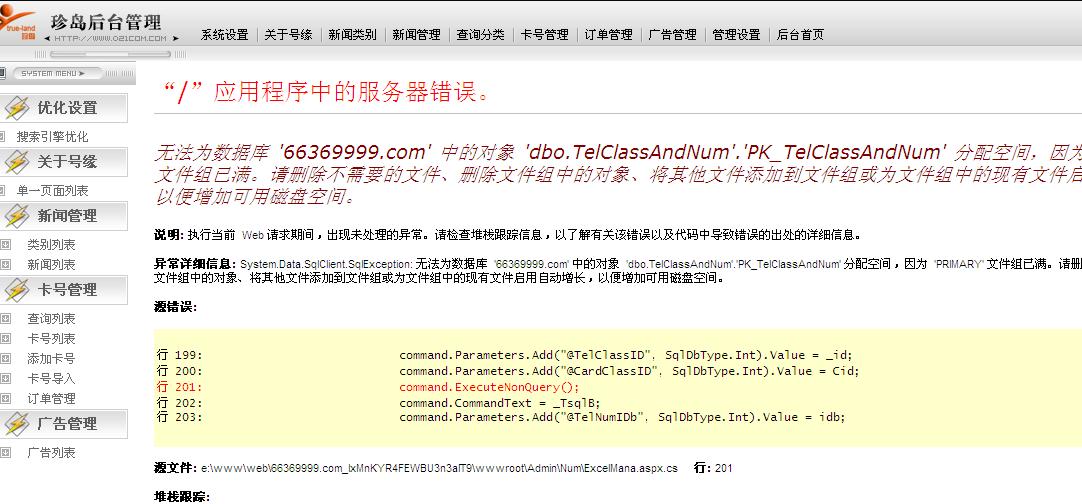 true-land
珍岛
珍岛后台管理
HTTP://WWW.021COM.COM
系统设置 关于号缘 新闻类别 新闻管理 查询分类 卡号管理 订单管理 广告管理 管理设置 后台首页
SYSTEM MENU
优化设置
搜索引擎优化
关于号缘
单一页面列表
新闻管理
类别列表
新闻列表
卡号管理
查询列表
卡号列表
添加卡号
卡号导入
订单管理
广告管理
广告列表
“/”应用程序中的服务器错误。
无法为数据库 '66369999.com' 中的对象 'dbo.TelClassAndNum'.'PK_TelClassAndNum' 分配空间，因为
文件组已满。请删除不需要的文件、删除文件组中的对象、将其他文件添加到文件组或为文件组中的现有文件启
以便增加可用磁盘空间。
说明: 执行当前 Web 请求期间，出现未处理的异常。请检查堆栈跟踪信息，以了解有关该错误以及代码中导致错误的出处的详细信息。
异常详细信息: System.Data.SqlClient.SqlException: 无法为数据库 '66369999.com' 中的对象 'dbo.TelClassAndNum'.'PK_TelClassAndNum' 分配空间，因为 'PRIMARY' 文件组已满。请删
文件组中的对象、将其他文件添加到文件组或为文件组中的现有文件启用自动增长，以便增加可用磁盘空间。
源错误:
行 199: command.Parameters.Add("@TelClassID", SqlDbType.Int).Value = _id;
行 200: command.Parameters.Add("@CardClassID", SqlDbType.Int).Value = Cid;
行 201: command.ExecuteNonQuery();
行 202: command.CommandText = _TsqlB;
行 203: command.Parameters.Add("@TelNumIDb", SqlDbType.Int).Value = idb;
源文件: e:\www\web\66369999.com_lxMnKYR4FEWBU3n3alT9\wwwroot\Admin\Num\ExcelMana.aspx.cs 行: 201
堆栈跟踪: